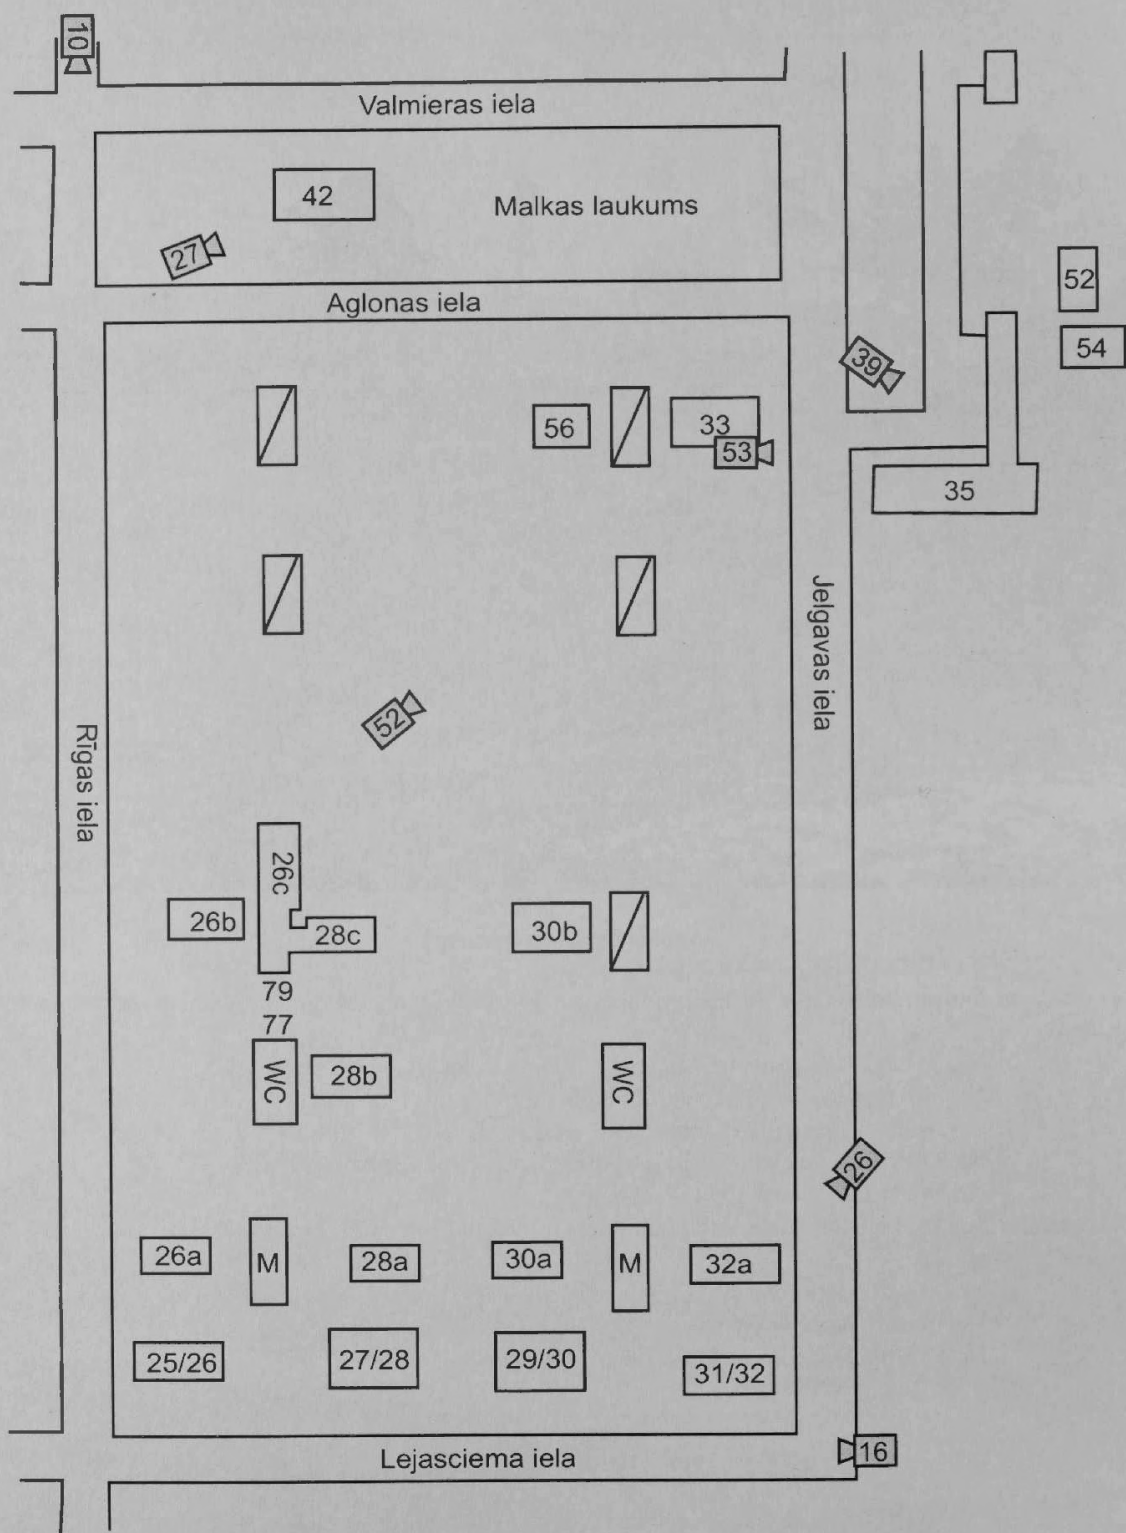 10
Valmieras iela
42
Malkas laukums
27
Aglonas iela
52
54
39
56
33
53
35
Jelgavas iela
52
Rīgas iela
26c
26b
28c
30b
79
77
WC
28b
WC
26
26a
M
28a
30a
M
32a
25/26
27/28
29/30
31/32
Lejasciema iela
16